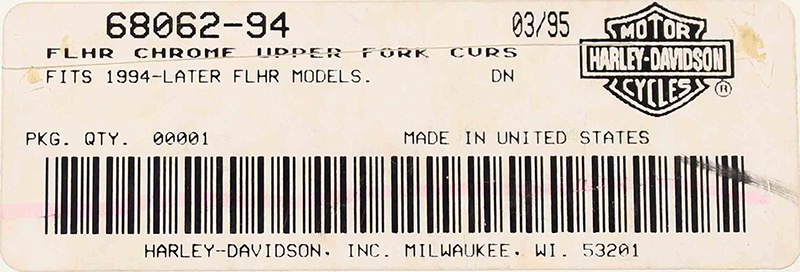 68062-94 03/95
MOTOR
HARLEY-DAVIDSON
CYCLES ®
FLHR CHROME UPPER FORK CVRS
FITS 1994-LATER FLHR MODELS. DN
PKG. QTY. 00001 MADE IN UNITED STATES
HARLEY-DAVIDSON, INC. MILWAUKEE, WI. 53201